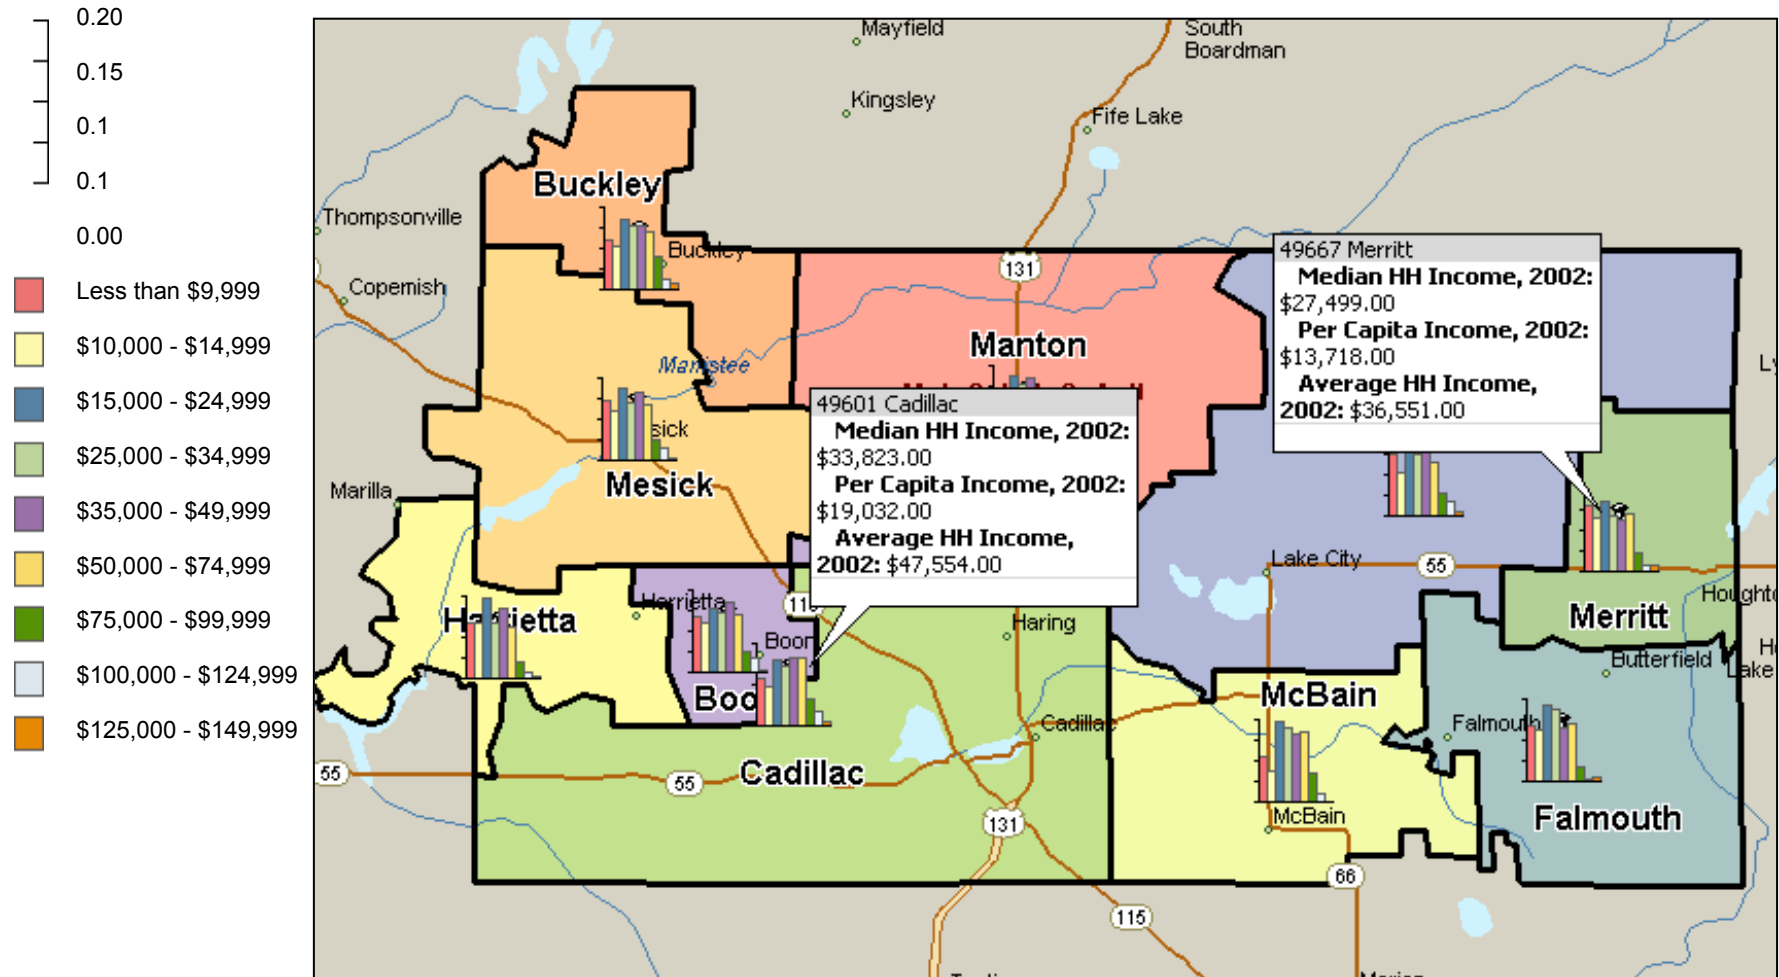 0.20
0.15
0.1
0.1
0.00
Less than $9,999
$10,000 - $14,999
$15,000 - $24,999
$25,000 - $34,999
$35,000 - $49,999
$50,000 - $74,999
$75,000 - $99,999
$100,000 - $124,999
$125,000 - $149,999
Mayfield
South
Boardman
Kingsley
Fife Lake
Buckley
Thompsonville
Buckley
Copemish
131
Manton
Manistee
49667 Merritt
Median HH Income, 2002:
$27,499.00
Per Capita Income, 2002:
$13,718.00
Average HH Income,
2002: $36,551.00
49601 Cadillac
Median HH Income, 2002:
$33,823.00
Per Capita Income, 2002:
$19,032.00
Average HH Income,
2002: $47,554.00
sick
Mesick
Marilla
Lake City
55
Harrietta
Harrietta
Boon
Boo
Haring
Merritt
Butterfield
Lake
McBain
Cadillac
Falmouth
55
55
Cadillac
131
McBain
Falmouth
66
115